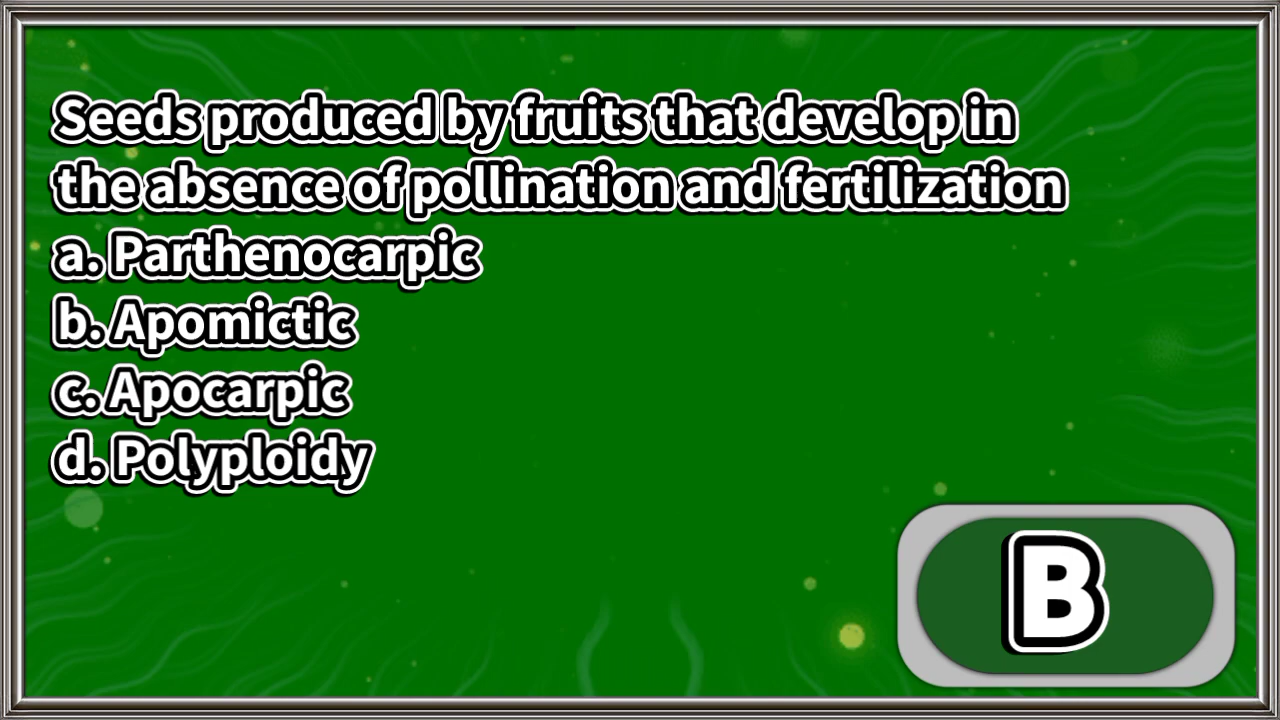 Seeds produced by fruits that develop in
the absence of pollination and fertilization
a. Parthenocarpic
b. Apomictic
c. Apocarpic
d. Polyploidy
B